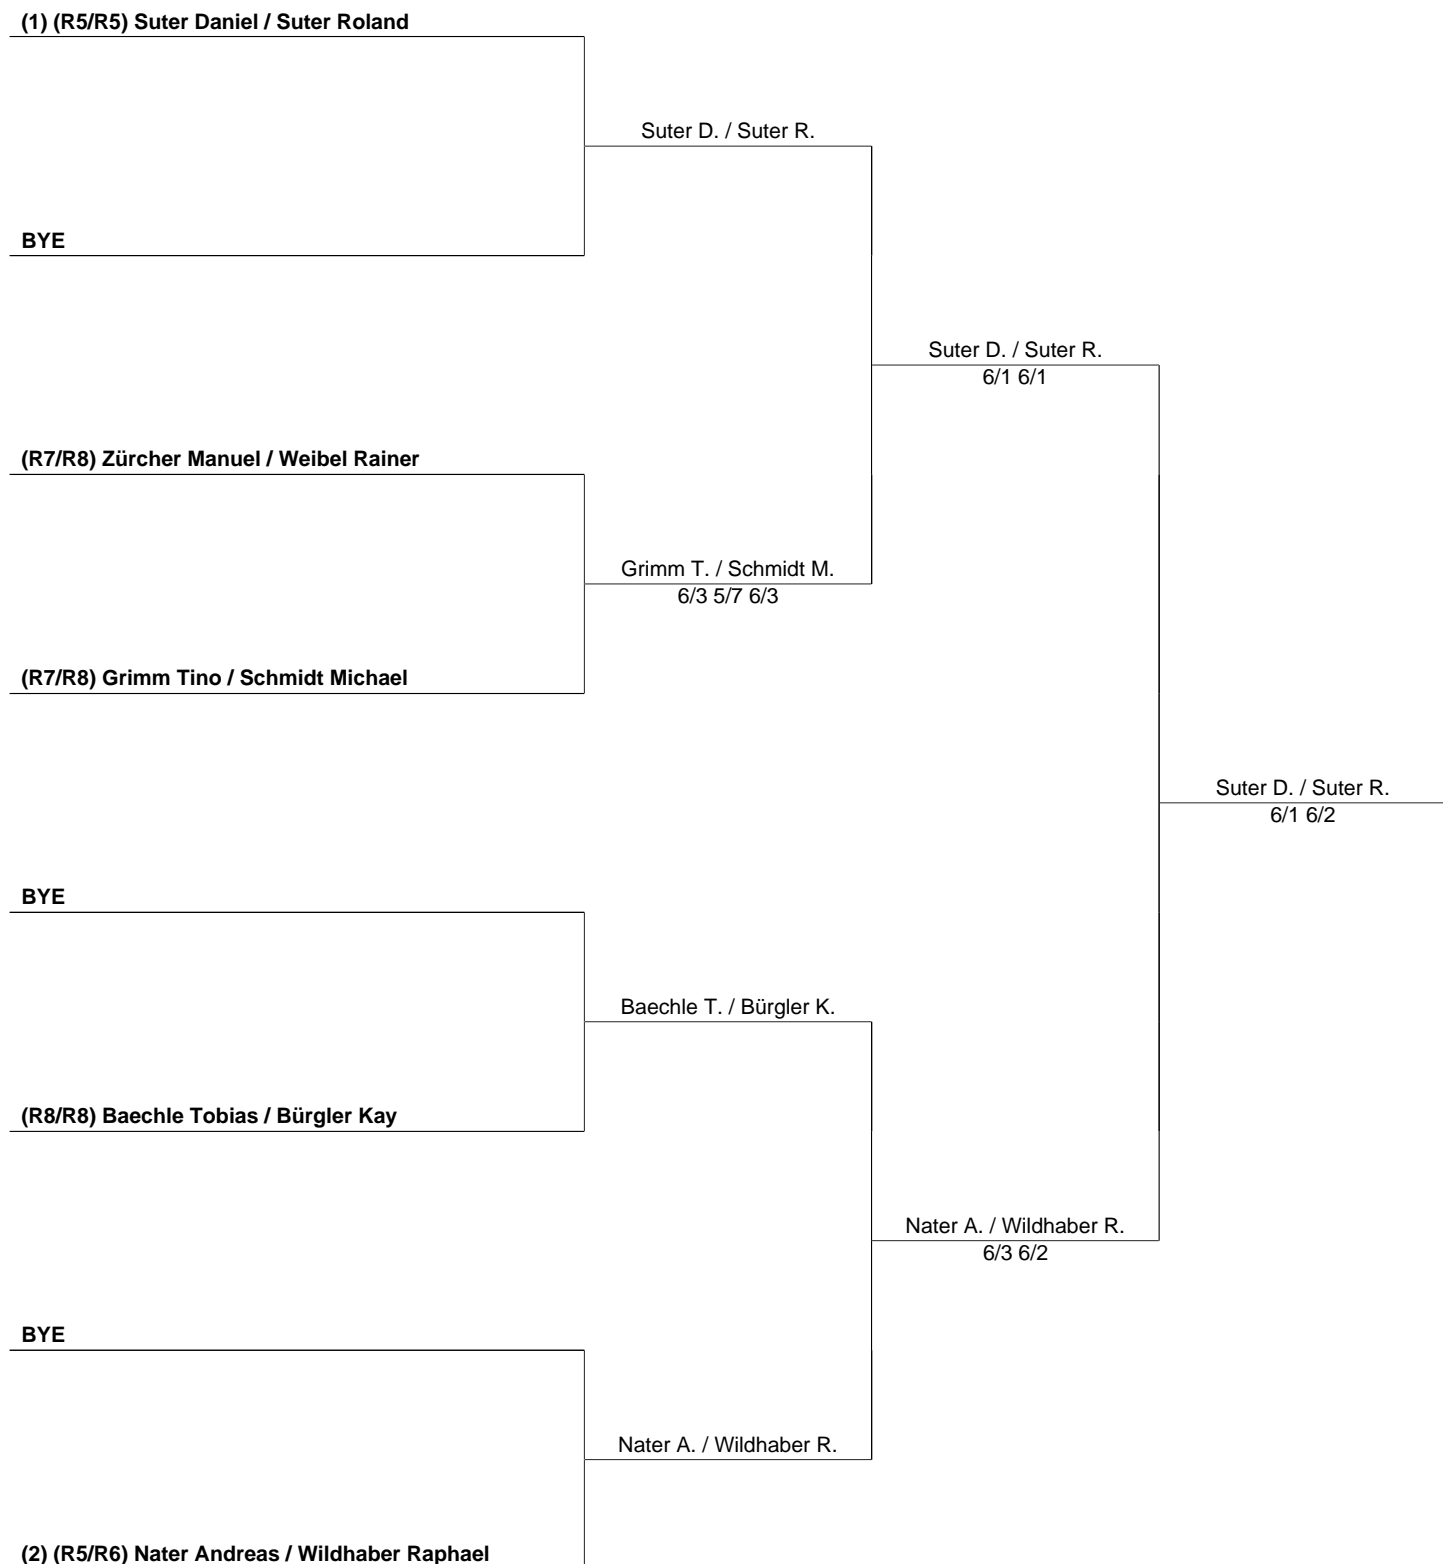 (1) (R5/R5) Suter Daniel / Suter Roland
Suter D. / Suter R.
BYE
Suter D. / Suter R.
6/1 6/1
(R7/R8) Zürcher Manuel / Weibel Rainer
Grimm T. / Schmidt M.
6/3 5/7 6/3
(R7/R8) Grimm Tino / Schmidt Michael
Suter D. / Suter R.
6/1 6/2
BYE
Baechle T. / Bürgler K.
(R8/R8) Baechle Tobias / Bürgler Kay
Nater A. / Wildhaber R.
6/3 6/2
BYE
Nater A. / Wildhaber R.
(2) (R5/R6) Nater Andreas / Wildhaber Raphael